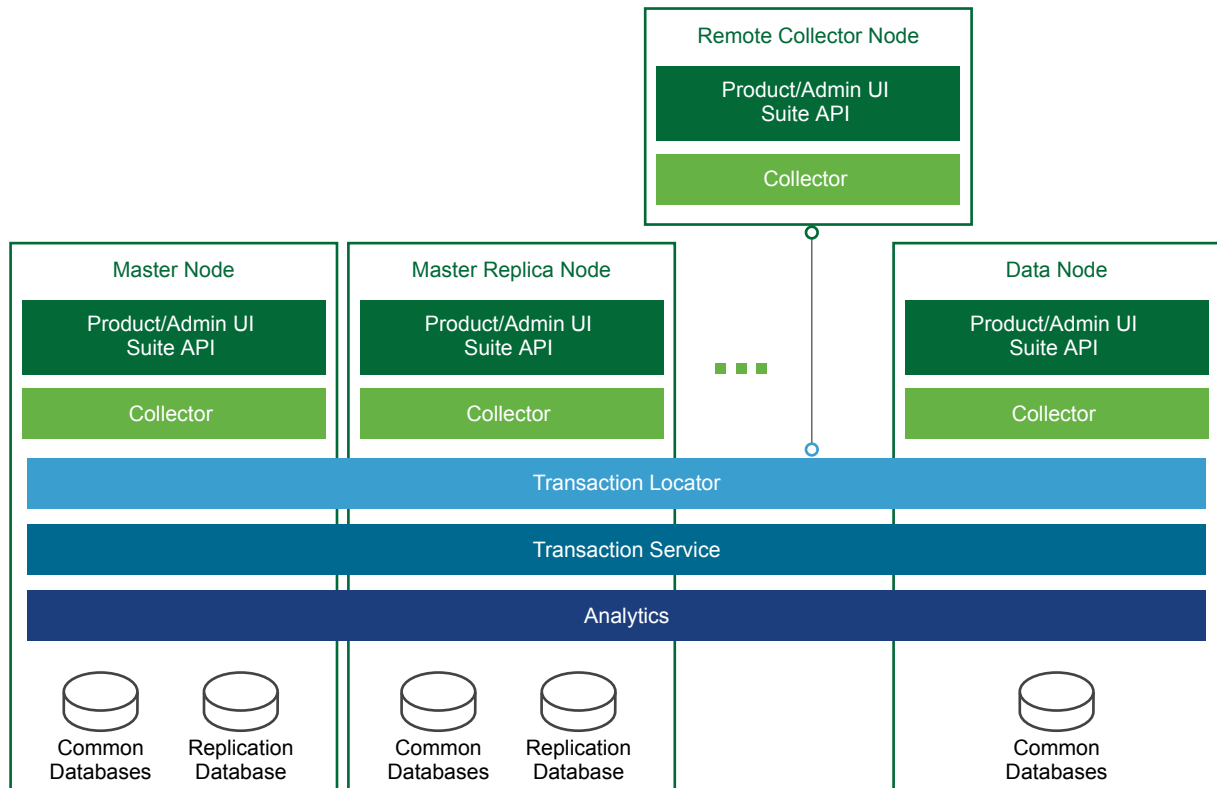 Remote Collector Node
Product/Admin UI
Suite API
Collector
Master Node
Product/Admin UI
Suite API
Collector
Master Replica Node
Product/Admin UI
Suite API
Collector
Data Node
Product/Admin UI
Suite API
Collector
Transaction Locator
Transaction Service
Analytics
Common
Databases
Replication
Database
Common
Databases
Replication
Database
Common
Databases